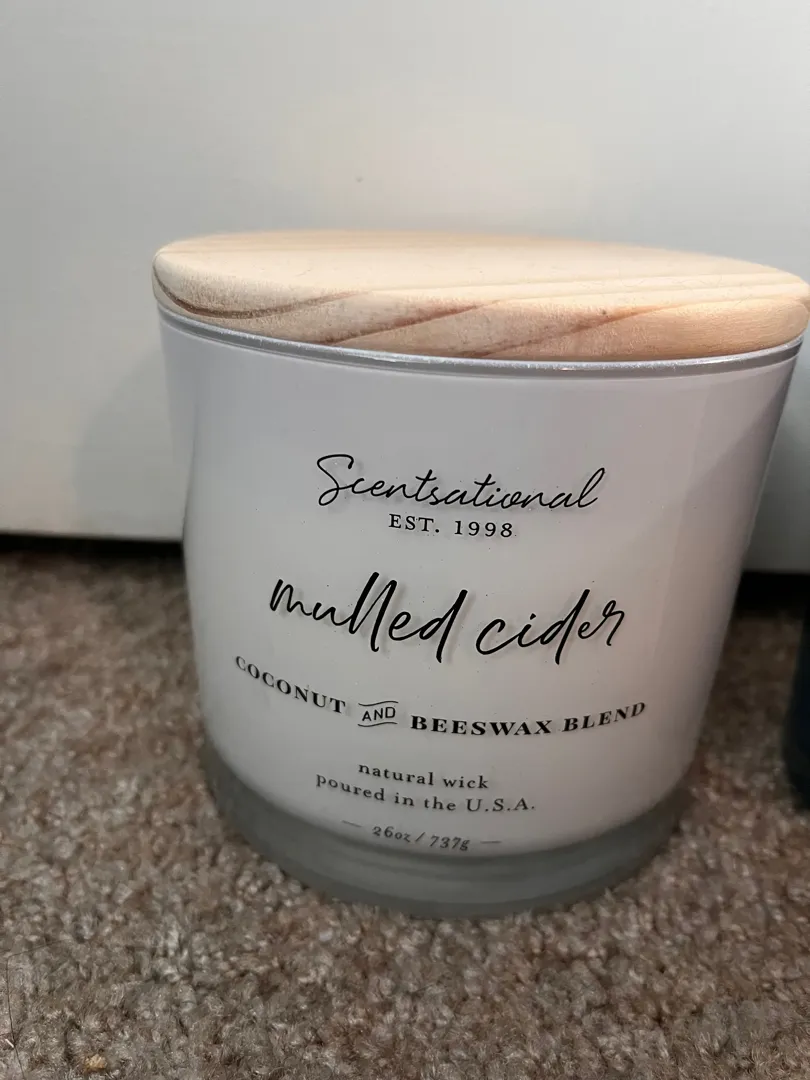 Scentsational
EST. 1998
mulled cider
COCONUT AND BEESWAX BLEND
natural wick
poured in the U.S.A.
— 26oz / 737g —